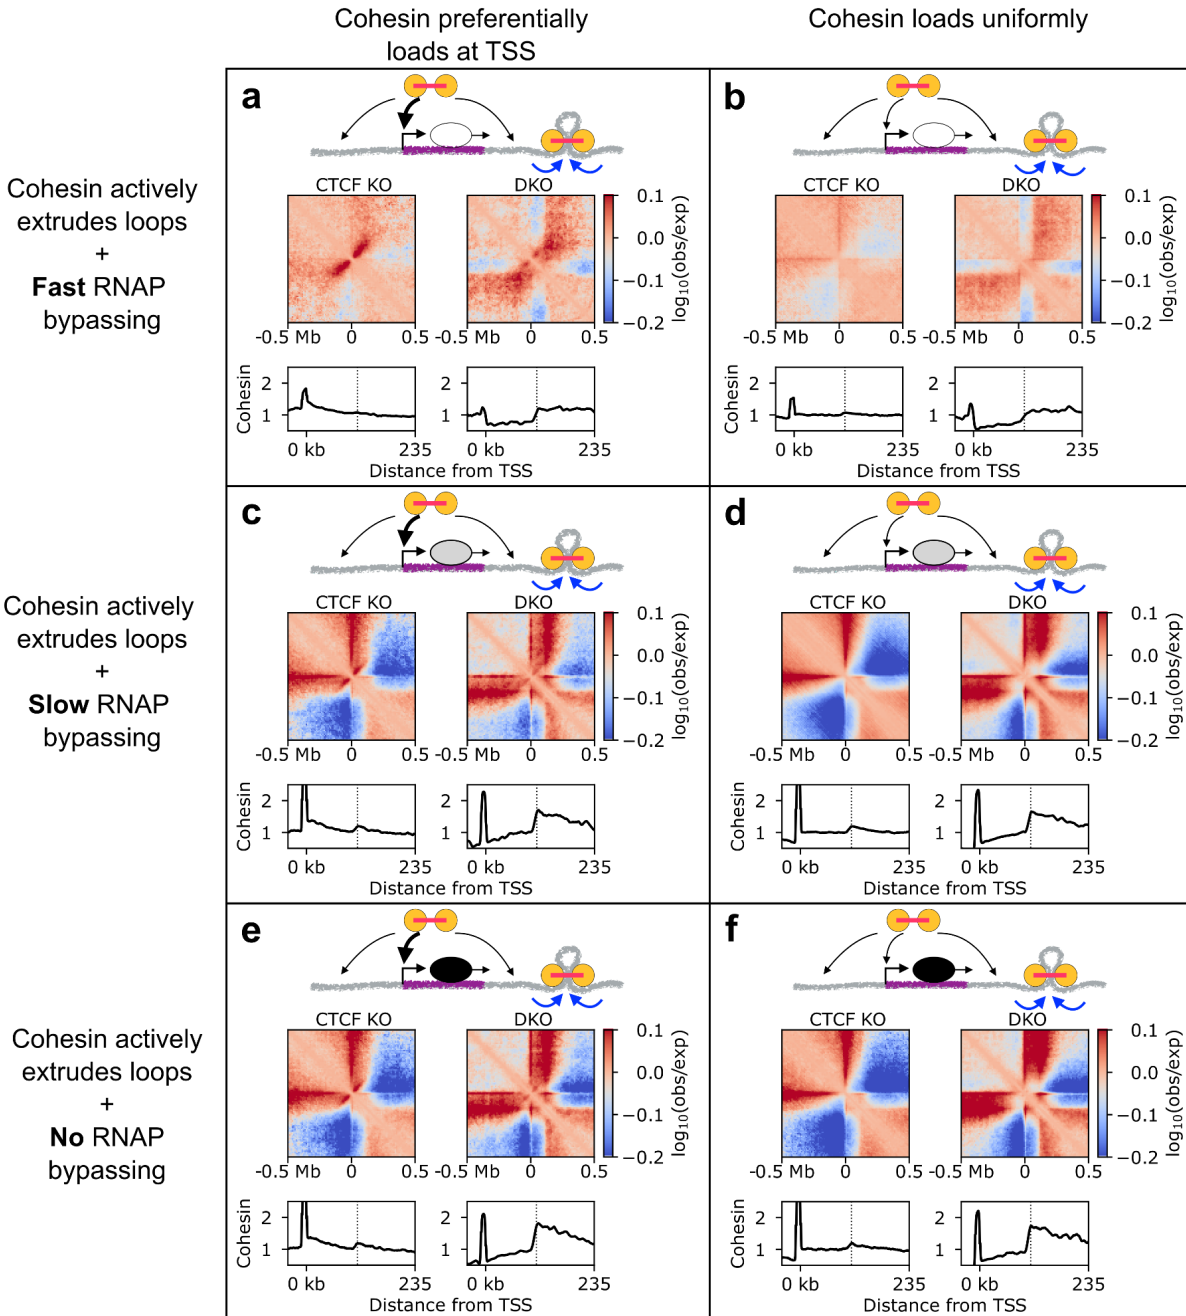 Cohesin preferentially
loads at TSS
Cohesin loads uniformly
Cohesin actively
extrudes loops
+
Fast RNAP
bypassing
a
CTCF KO
DKO
0.1
0.0
−0.1
−0.2
log10(obs/exp)
-0.5 Mb
0
0.5
-0.5 Mb
0
0.5
Cohesin
2
1
2
1
0 kb
235
0 kb
235
Distance from TSS
b
CTCF KO
DKO
0.1
0.0
−0.1
−0.2
log10(obs/exp)
-0.5 Mb
0
0.5
-0.5 Mb
0
0.5
Cohesin
2
1
2
1
0 kb
235
0 kb
235
Distance from TSS
Cohesin actively
extrudes loops
+
Slow RNAP
bypassing
c
CTCF KO
DKO
0.1
0.0
−0.1
−0.2
log10(obs/exp)
-0.5 Mb
0
0.5
-0.5 Mb
0
0.5
Cohesin
2
1
2
1
0 kb
235
0 kb
235
Distance from TSS
d
CTCF KO
DKO
0.1
0.0
−0.1
−0.2
log10(obs/exp)
-0.5 Mb
0
0.5
-0.5 Mb
0
0.5
Cohesin
2
1
2
1
0 kb
235
0 kb
235
Distance from TSS
Cohesin actively
extrudes loops
+
No RNAP
bypassing
e
CTCF KO
DKO
0.1
0.0
−0.1
−0.2
log10(obs/exp)
-0.5 Mb
0
0.5
-0.5 Mb
0
0.5
Cohesin
2
1
2
1
0 kb
235
0 kb
235
Distance from TSS
f
CTCF KO
DKO
0.1
0.0
−0.1
−0.2
log10(obs/exp)
-0.5 Mb
0
0.5
-0.5 Mb
0
0.5
Cohesin
2
1
2
1
0 kb
235
0 kb
235
Distance from TSS